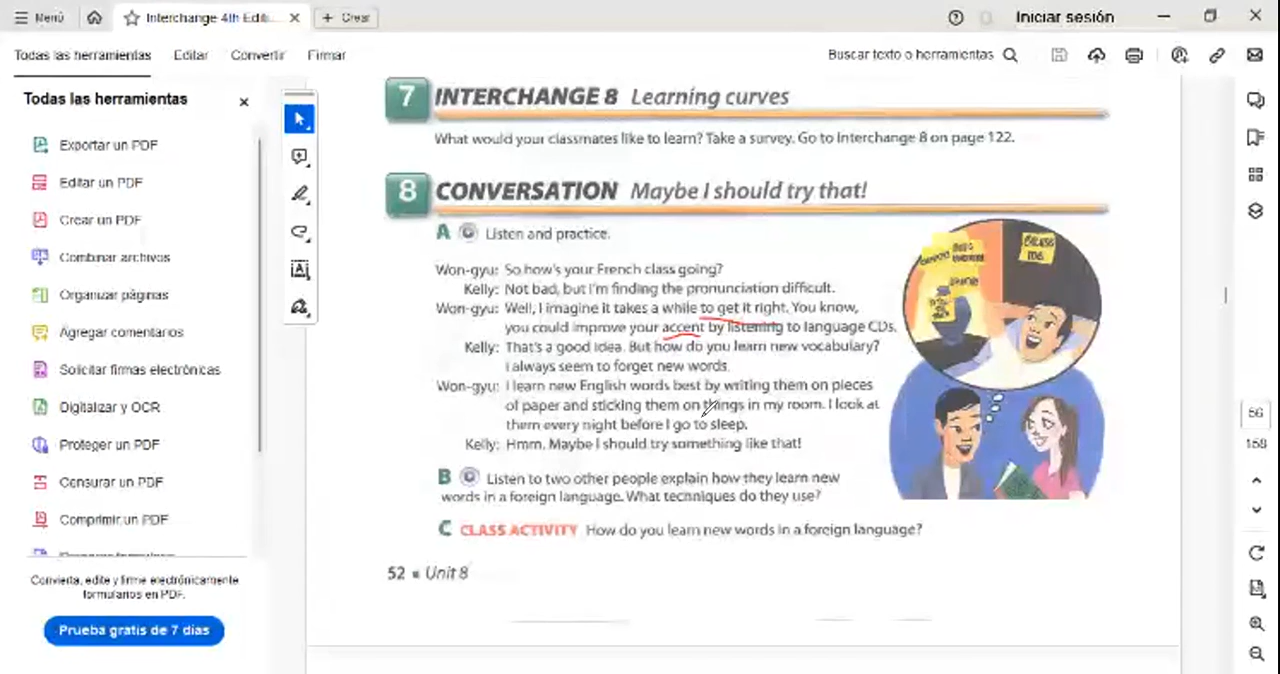 Menú
Interchange 4th Editi...
Crear
Iniciar sesión
Todas las herramientas
Editar
Convertir
Firmar
Buscar texto o herramientas
Todas las herramientas
Exportar un PDF
Editar un PDF
Crear un PDF
Combinar archivos
Organizar páginas
Agregar comentarios
Solicitar firmas electrónicas
Digitalizar y OCR
Proteger un PDF
Censurar un PDF
Comprimir un PDF
Convierta, edite y firme electrónicamente
formularios en PDF.
Prueba gratis de 7 días
7 INTERCHANGE 8 Learning curves
What would your classmates like to learn? Take a survey. Go to Interchange 8 on page 122.
8 CONVERSATION Maybe I should try that!
A Listen and practice.
Won-gyu: So how's your French class going?
Kelly: Not bad, but I'm finding the pronunciation difficult.
Won-gyu: Well, I imagine it takes a while to get it right. You know,
you could improve your accent by listening to language CDs.
Kelly: That's a good idea. But how do you learn new vocabulary?
I always seem to forget new words.
Won-gyu: I learn new English words best by writing them on pieces
of paper and sticking them on things in my room. I look at
them every night before I go to sleep.
Kelly: Hmm. Maybe I should try something like that!
B Listen to two other people explain how they learn new
words in a foreign language. What techniques do they use?
C CLASS ACTIVITY How do you learn new words in a foreign language?
52 ■ Unit 8
56
158